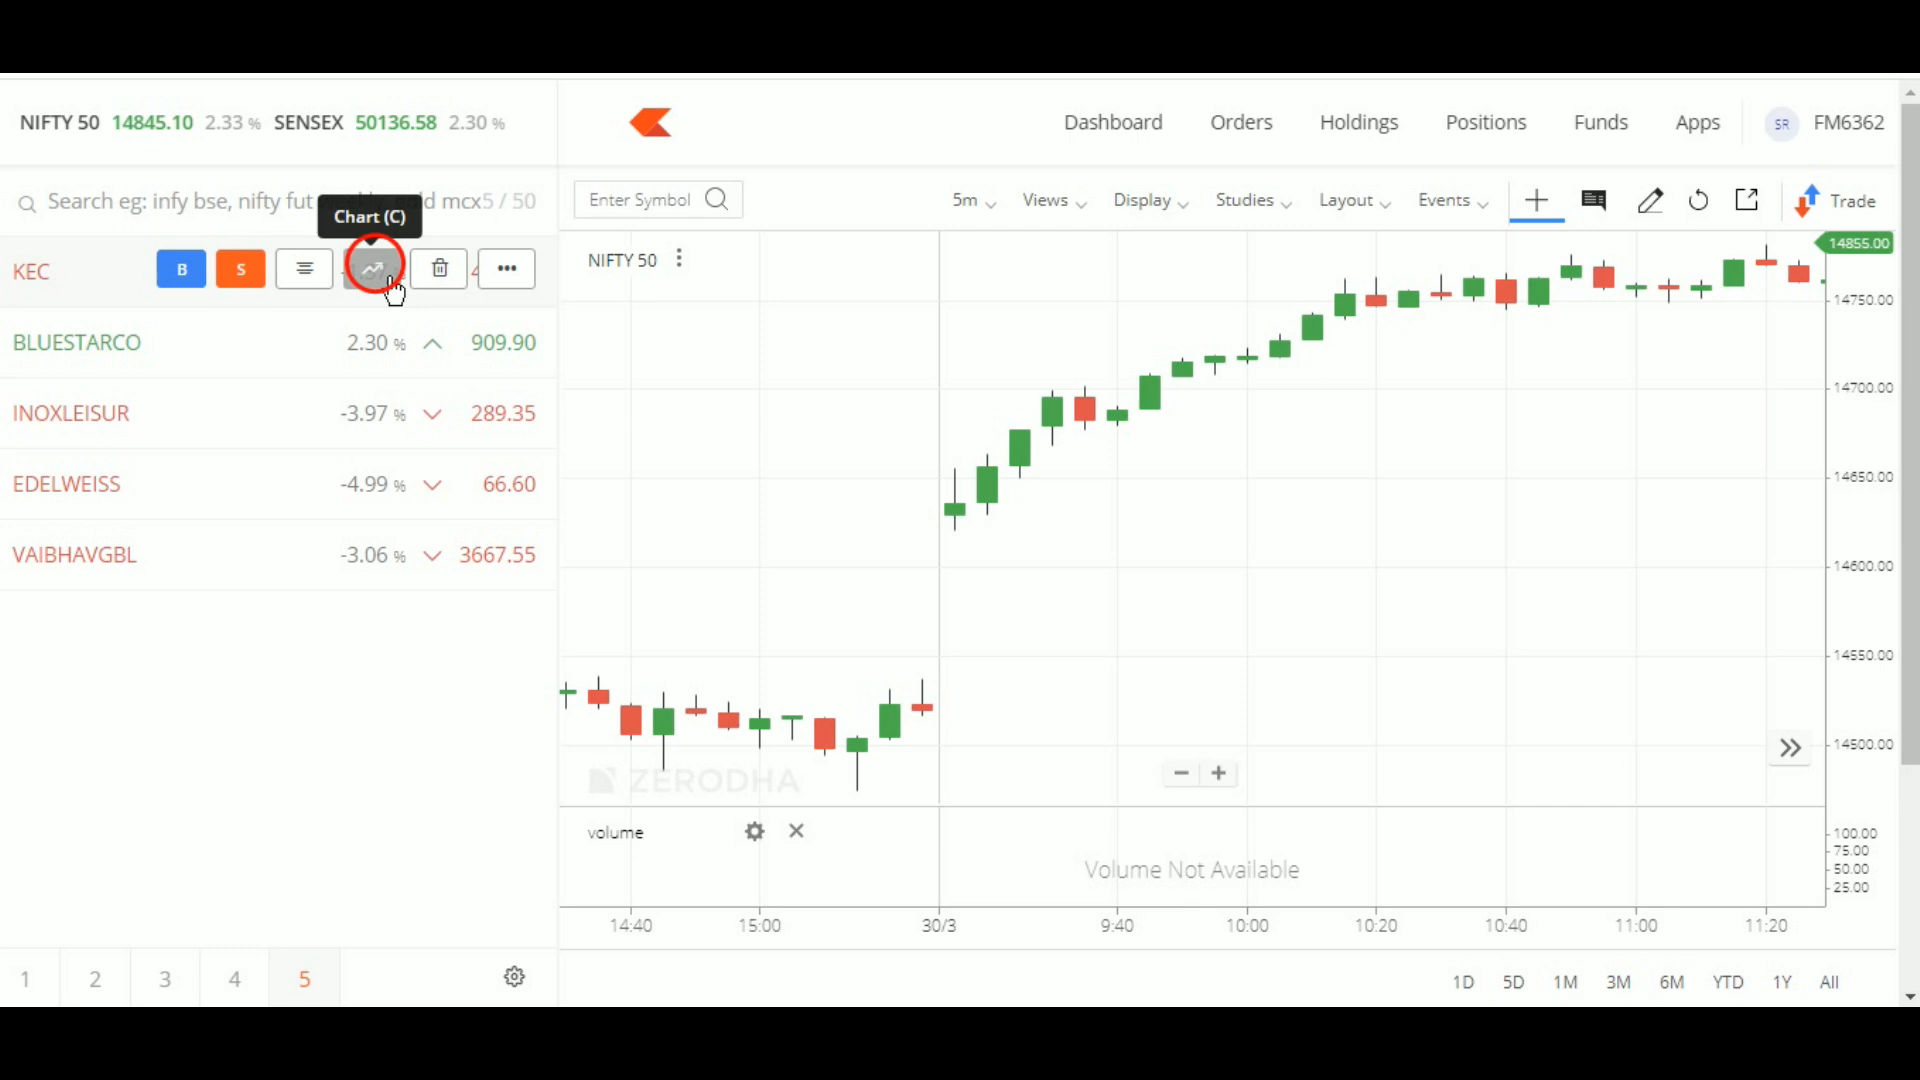 NIFTY 50 14845.10 2.33 % SENSEX 50136.58 2.30 %
Dashboard Orders Holdings Positions Funds Apps SR FM6362
Search eg: infy bse, nifty fut mcx 5 / 50
Chart (C)
Enter Symbol 5m Views Display Studies Layout Events Trade
KEC B S
BLUESTARCO 2.30 % 909.90
INOXLEISUR -3.97 % 289.35
EDELWEISS -4.99 % 66.60
VAIBHAVGBL -3.06 % 3667.55
1 2 3 4 5
NIFTY 50
14855.00
14750.00
14700.00
14650.00
14600.00
14550.00
14500.00
ZERODHA
volume
Volume Not Available
100.00
75.00
50.00
25.00
14:40 15:00 30/3 9:40 10:00 10:20 10:40 11:00 11:20
1D 5D 1M 3M 6M YTD 1Y All